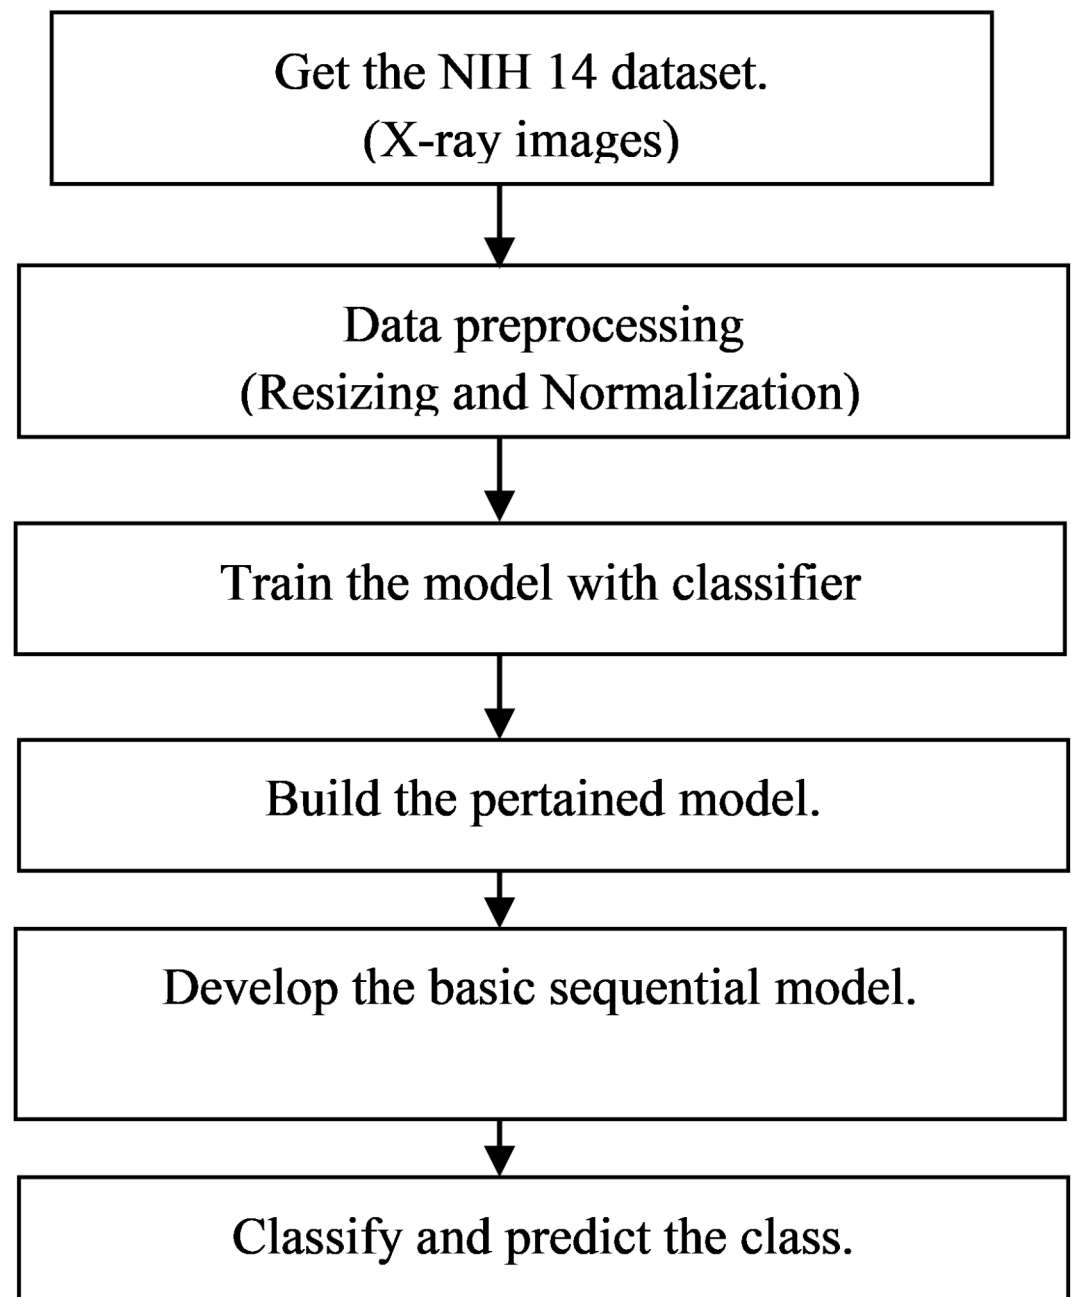 Get the NIH 14 dataset.
(X-ray images)
Data preprocessing
(Resizing and Normalization)
Train the model with classifier
Build the pertained model.
Develop the basic sequential model.
Classify and predict the class.